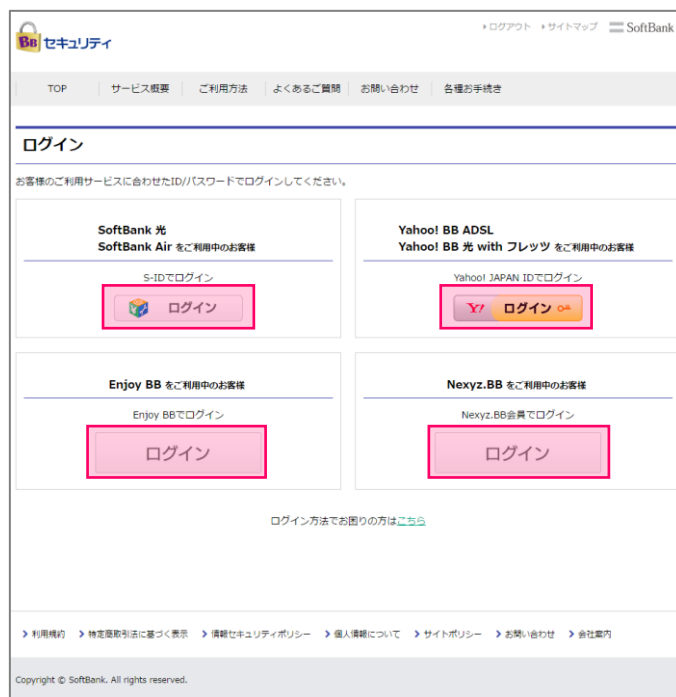 BB セキュリティ
ログアウト サイトマップ SoftBank
TOP サービス概要 ご利用方法 よくあるご質問 お問い合わせ 各種お手続き
ログイン
お客様のご利用サービスに合わせたID/パスワードでログインしてください。
SoftBank 光
SoftBank Air をご利用中のお客様
S-IDでログイン
ログイン
Yahoo! BB ADSL
Yahoo! BB 光 with フレッツ をご利用中のお客様
Yahoo! JAPAN IDでログイン
Y! ログイン
Enjoy BB をご利用中のお客様
Enjoy BBでログイン
ログイン
Nexyz.BB をご利用中のお客様
Nexyz.BB会員でログイン
ログイン
ログイン方法でお困りの方はこちら
利用規約 特定商取引法に基づく表示 情報セキュリティポリシー 個人情報について サイトポリシー お問い合わせ 会社案内
Copyright © SoftBank. All rights reserved.